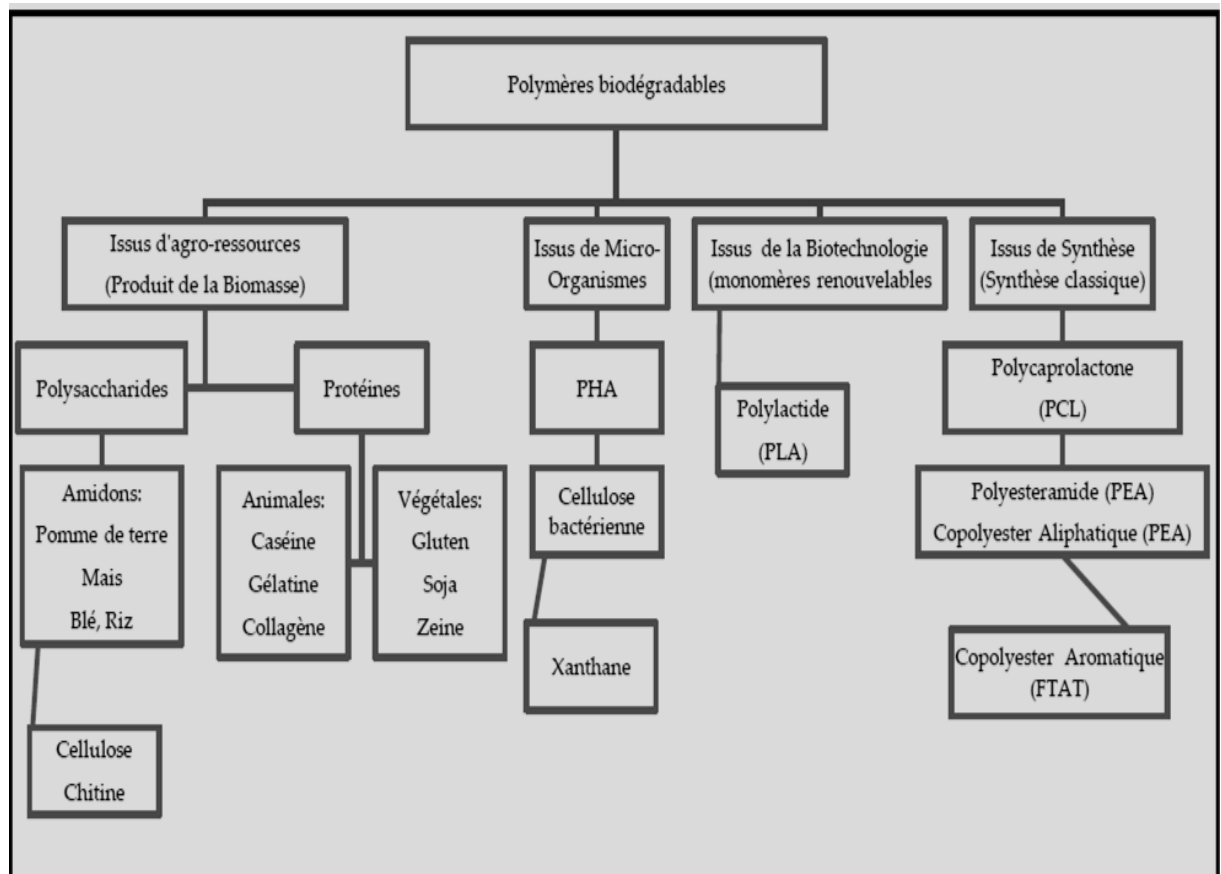 Polymères biodégradables
Issus d'agro-ressources
(Produit de la Biomasse)
Issus de Micro-
Organismes
Issus de la Biotechnologie
(monomères renouvelables
Issus de Synthèse
(Synthèse classique)
Polysaccharides
Protéines
PHA
Polylactide
(PLA)
Polycaprolactone
(PCL)
Amidons:
Pomme de terre
Mais
Blé, Riz
Animales:
Caséine
Gélatine
Collagène
Végétales:
Gluten
Soja
Zeine
Cellulose
bactérienne
Polyesteramide (PEA)
Copolyester Aliphatique (PEA)
Xanthane
Copolyester Aromatique
(FTAT)
Cellulose
Chitine